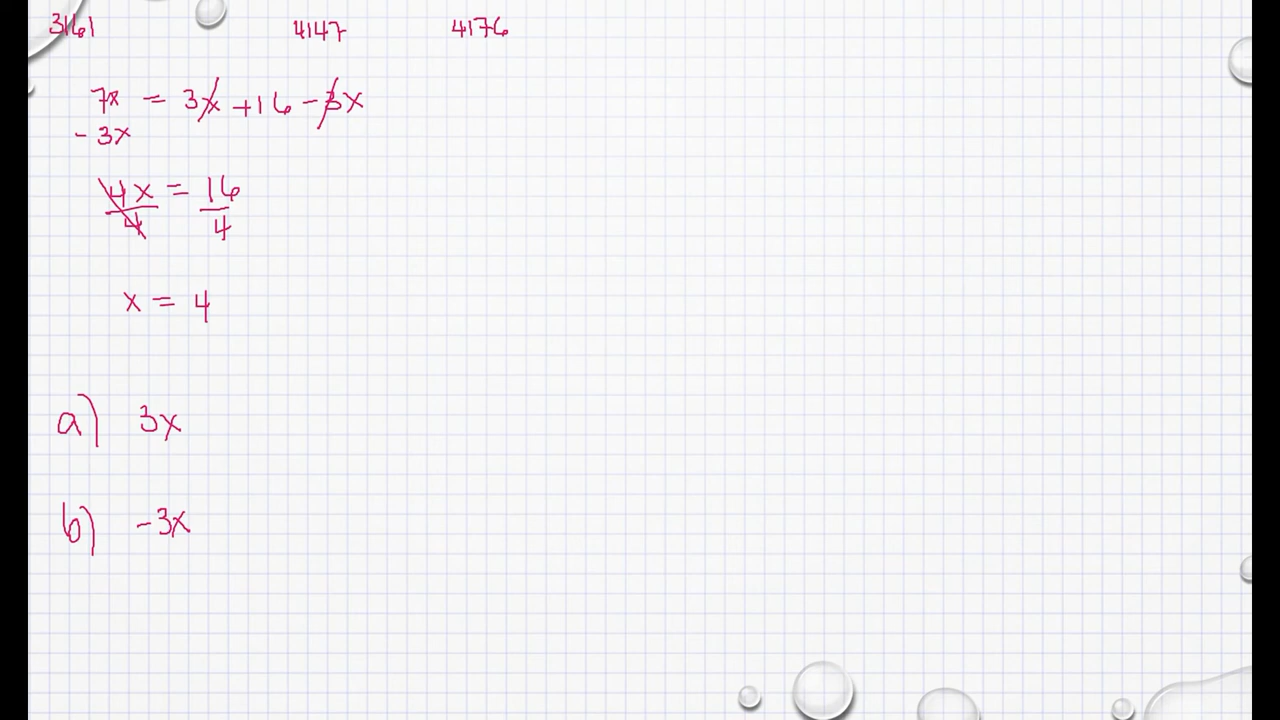 3161 4147 4176
7x = 3x + 16 - 3x
- 3x
4x = 16
4 4
x = 4
a) 3x
b) -3x